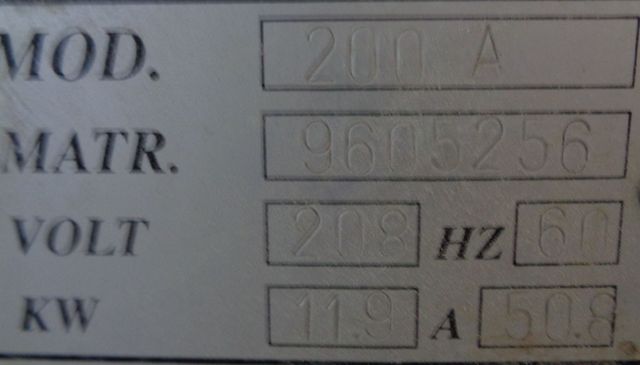 MOD. 200 A
MATR. 9605256
VOLT 208 HZ 60
KW 11.9 A 50.8